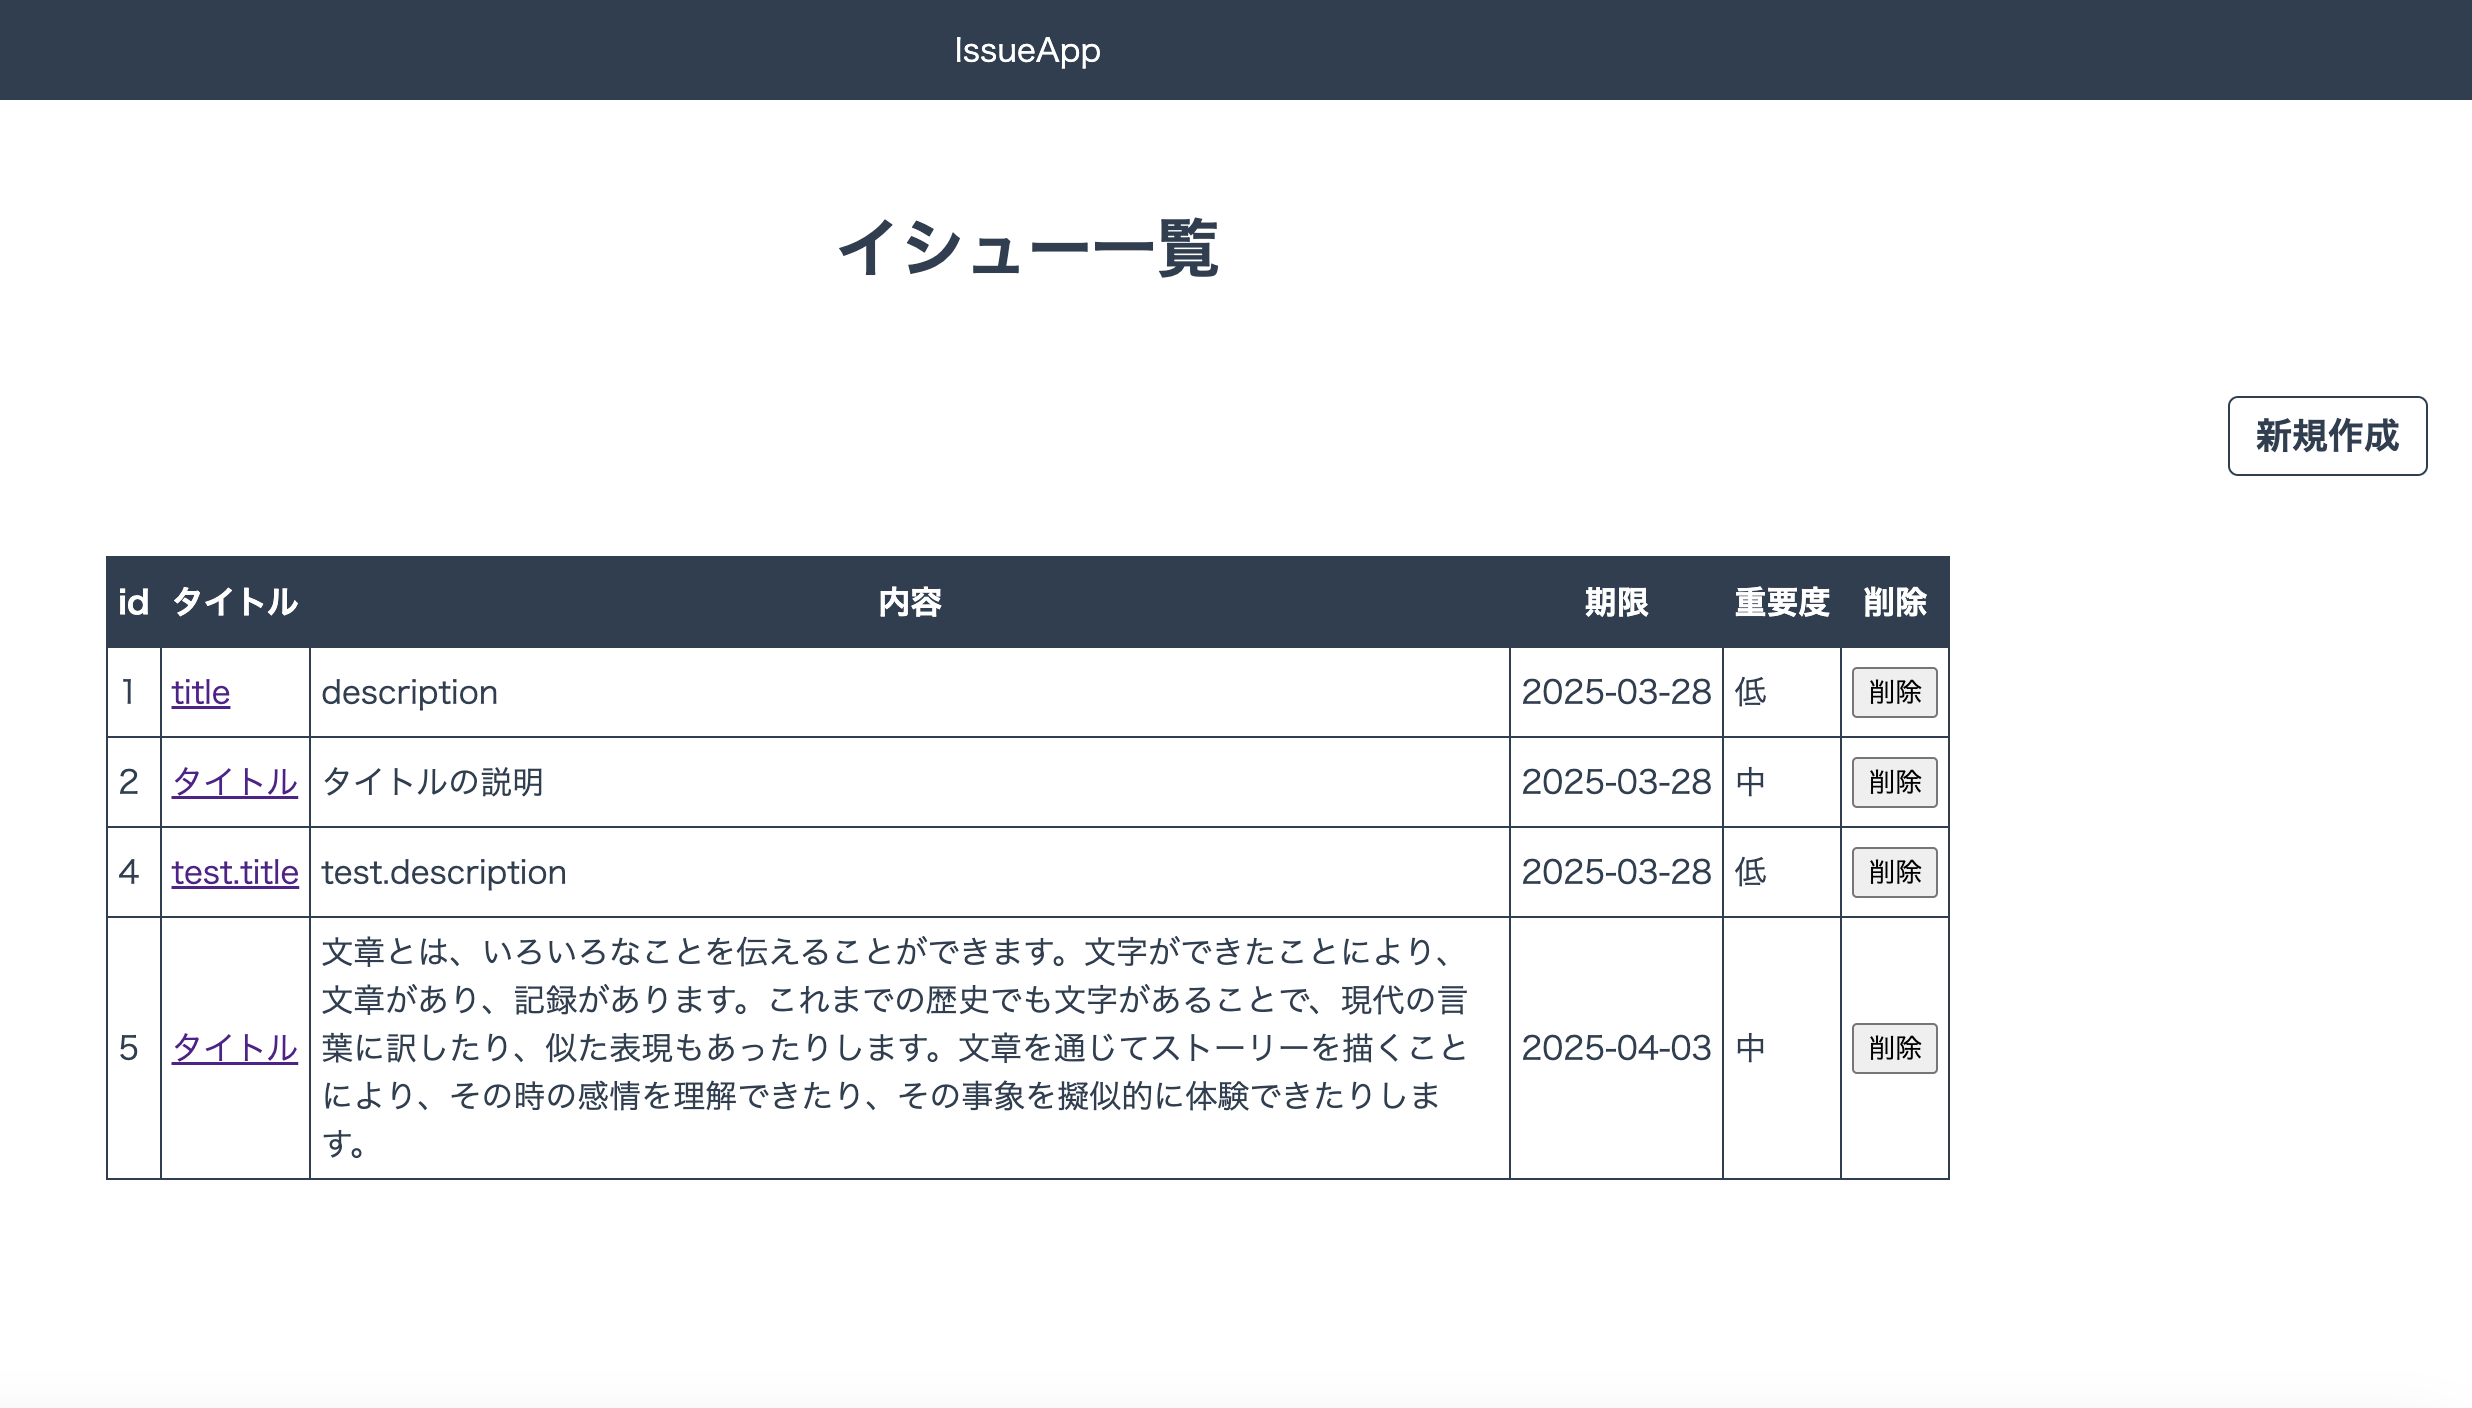 IssueApp
イシュー一覧
新規作成
id タイトル 内容 期限 重要度 削除
1 title description 2025-03-28 低 削除
2 タイトル タイトルの説明 2025-03-28 中 削除
4 test.title test.description 2025-03-28 低 削除
5 タイトル 文章とは、いろいろなことを伝えることができます。文字ができたことにより、
文章があり、記録があります。これまでの歴史でも文字があることで、現代の言
葉に訳したり、似た表現もあったりします。文章を通じてストーリーを描くこと
により、その時の感情を理解できたり、その事象を擬似的に体験できたりしま
す。
2025-04-03 中 削除